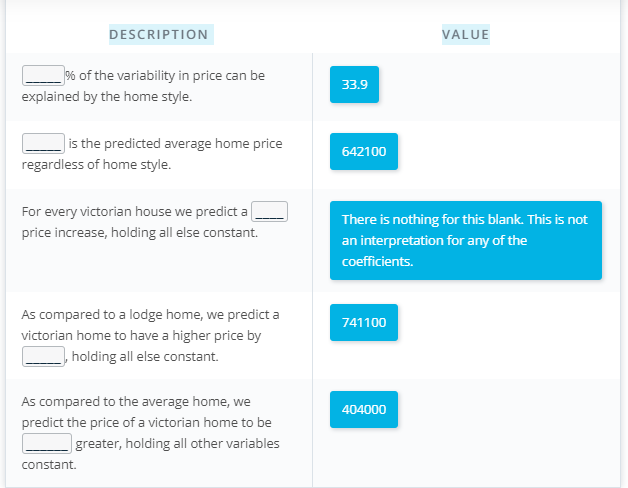 DESCRIPTION VALUE
_____ % of the variability in price can be
explained by the home style.
33.9
_____ is the predicted average home price
regardless of home style.
642100
For every victorian house we predict a ____
price increase, holding all else constant.
There is nothing for this blank. This is not
an interpretation for any of the
coefficients.
As compared to a lodge home, we predict a
victorian home to have a higher price by
_____, holding all else constant.
741100
As compared to the average home, we
predict the price of a victorian home to be
______ greater, holding all other variables
constant.
404000